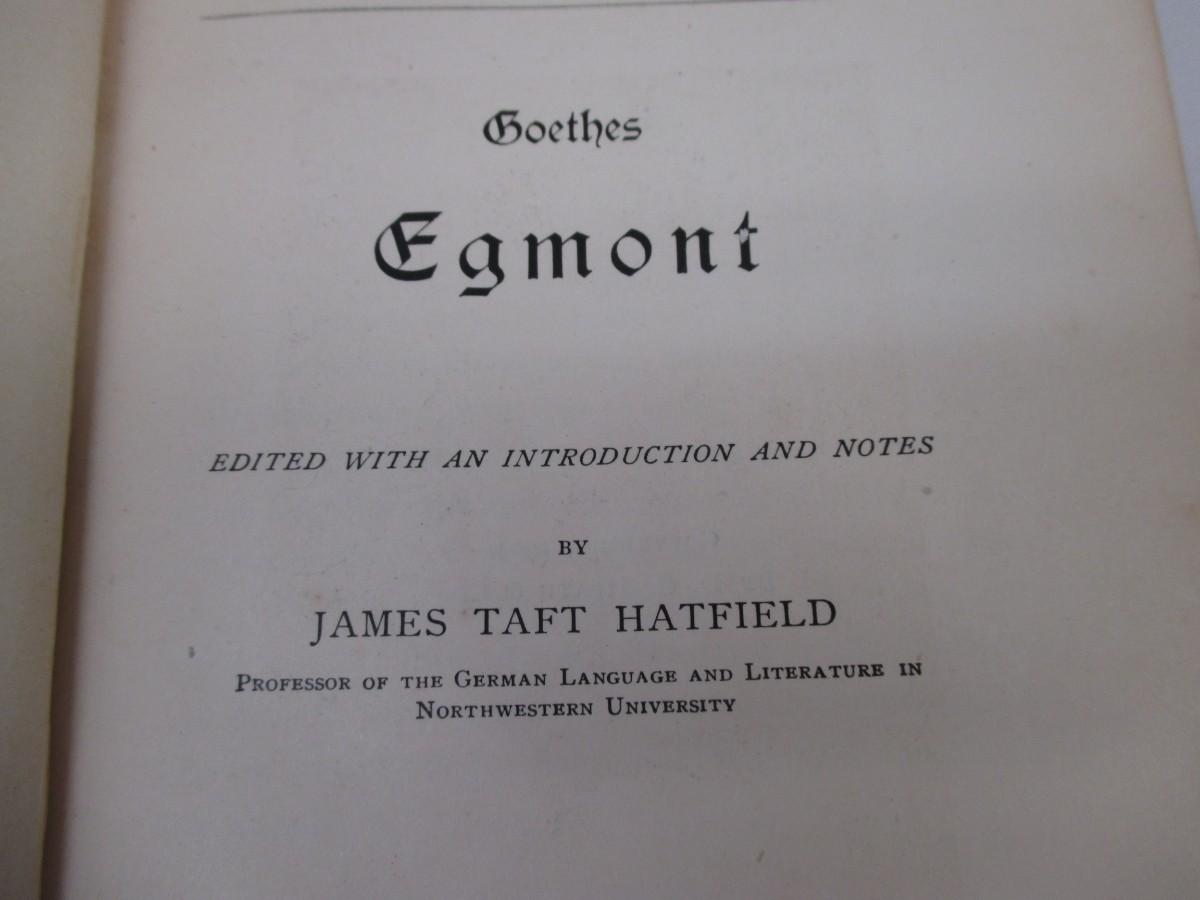 Goethes
Egmont
EDITED WITH AN INTRODUCTION AND NOTES
BY
JAMES TAFT HATFIELD
PROFESSOR OF THE GERMAN LANGUAGE AND LITERATURE IN
NORTHWESTERN UNIVERSITY